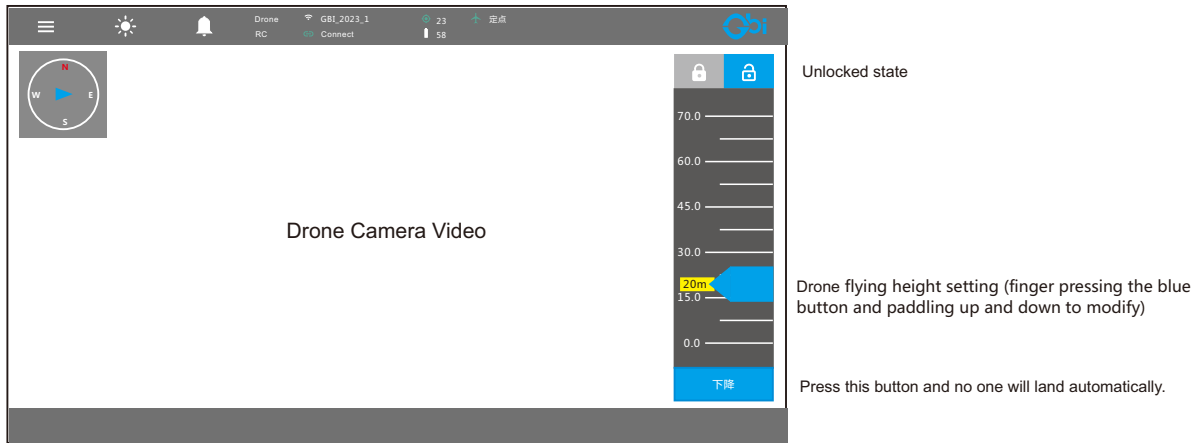 Drone GBI_2023_1 23 定点
RC Connect 58
Gbi
N
W E
S
Unlocked state
70.0
60.0
45.0
30.0
20m
15.0
0.0
下降
Drone Camera Video
Drone flying height setting (finger pressing the blue
button and paddling up and down to modify)
Press this button and no one will land automatically.